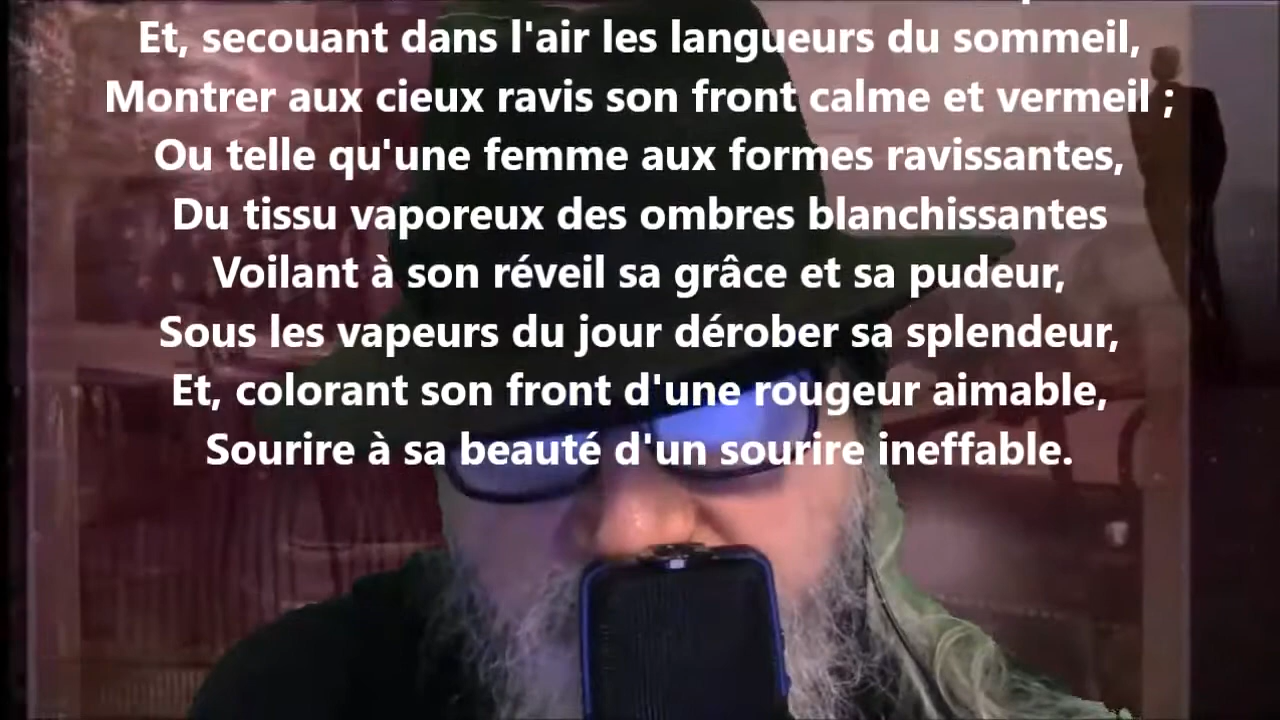 Et, secouant dans l'air les langueurs du sommeil,
Montrer aux cieux ravis son front calme et vermeil ;
Ou telle qu'une femme aux formes ravissantes,
Du tissu vaporeux des ombres blanchissantes
Voilant à son réveil sa grâce et sa pudeur,
Sous les vapeurs du jour dérober sa splendeur,
Et, colorant son front d'une rougeur aimable,
Sourire à sa beauté d'un sourire ineffable.